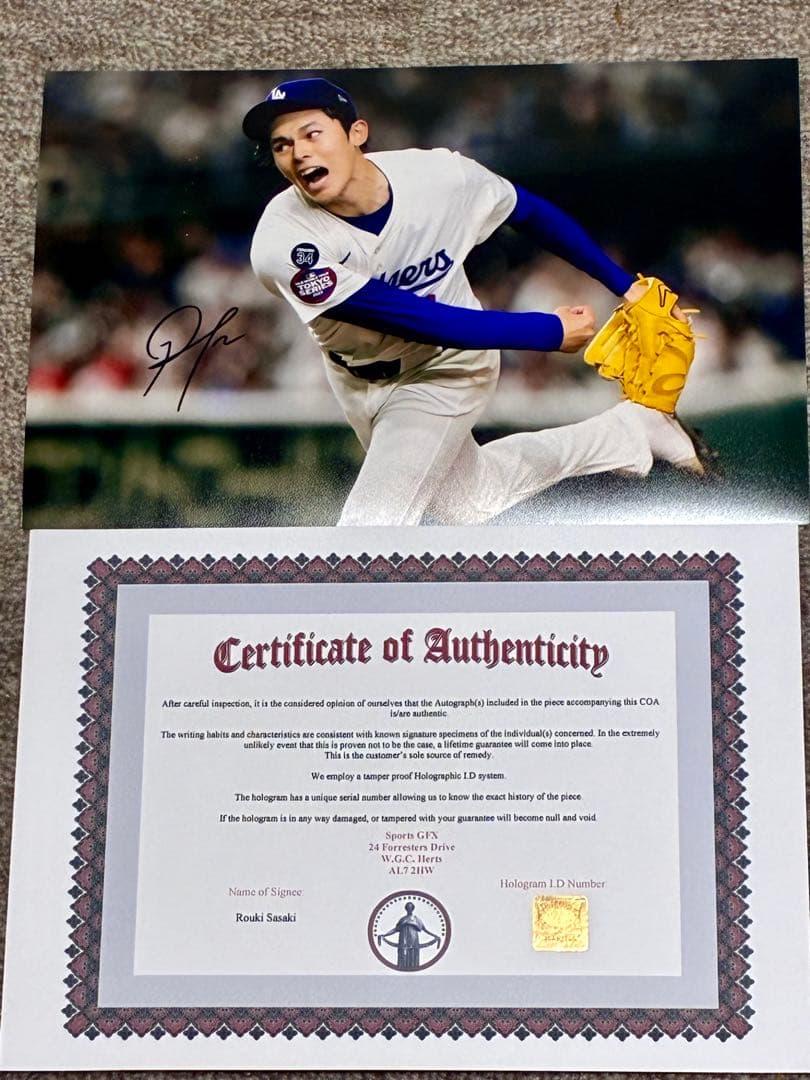 LA
34
TOKYO
SERIES
Certificate of Authenticity
After careful inspection, it is the considered opinion of ourselves that the Autograph(s) included in the piece accompanying this COA
is/are authentic.
The writing habits and characteristics are consistent with known signature specimens of the individual(s) concerned. In the extremely
unlikely event that this is proven not to be the case, a lifetime guarantee will come into place.
This is the customer's sole source of remedy.
We employ a tamper proof Holographic I.D system.
The hologram has a unique serial number allowing us to know the exact history of the piece.
If the hologram is in any way damaged, or tampered with your guarantee will become null and void.
Sports GFX
24 Forresters Drive
W.G.C. Herts
AL7 2HW
Name of Signee:
Hologram I.D Number
Rouki Sasaki